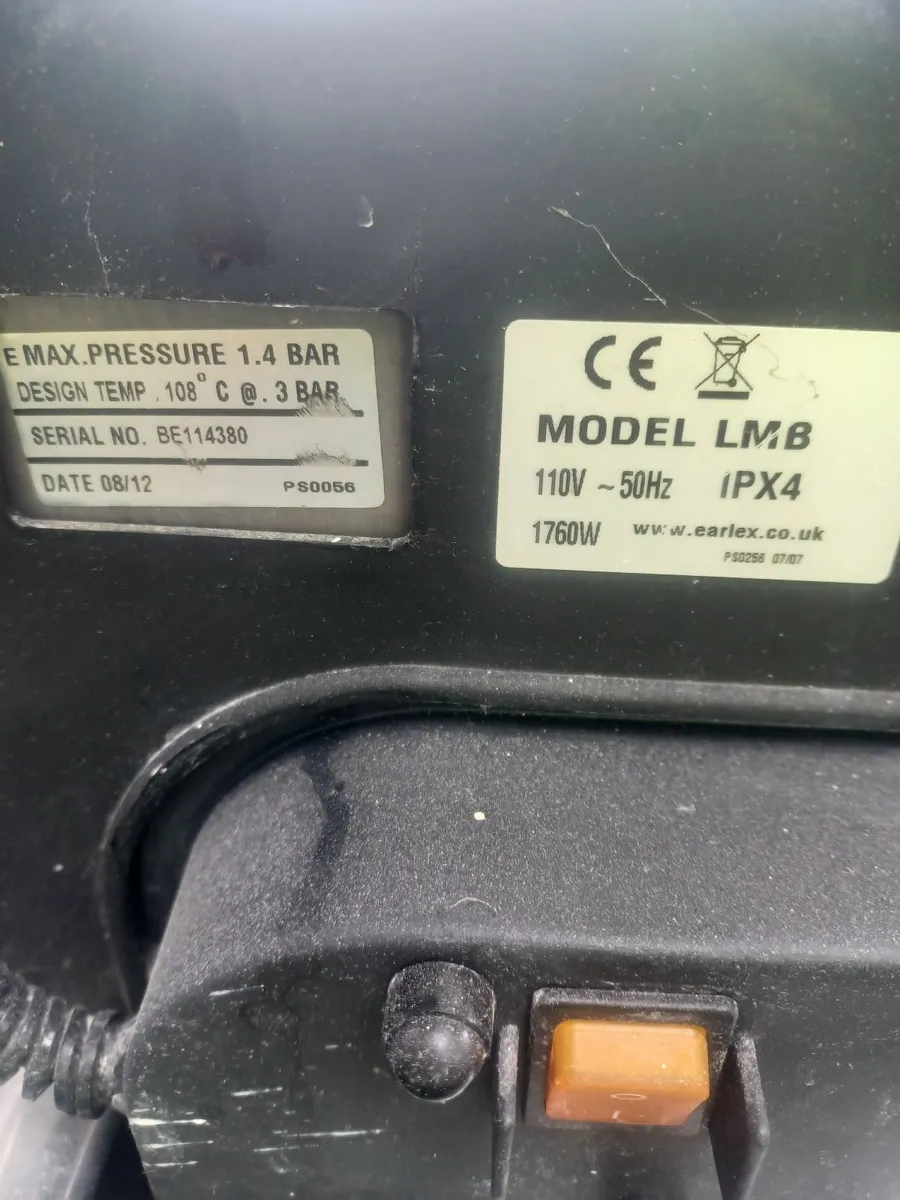 E MAX.PRESSURE 1.4 BAR
DESIGN TEMP . 108° C @ . 3 BAR
SERIAL NO. BE114380
DATE 08/12 PS0056
CE
MODEL LMB
110V ~ 50Hz IPX4
1760W www.earlex.co.uk
PS0256 07/07